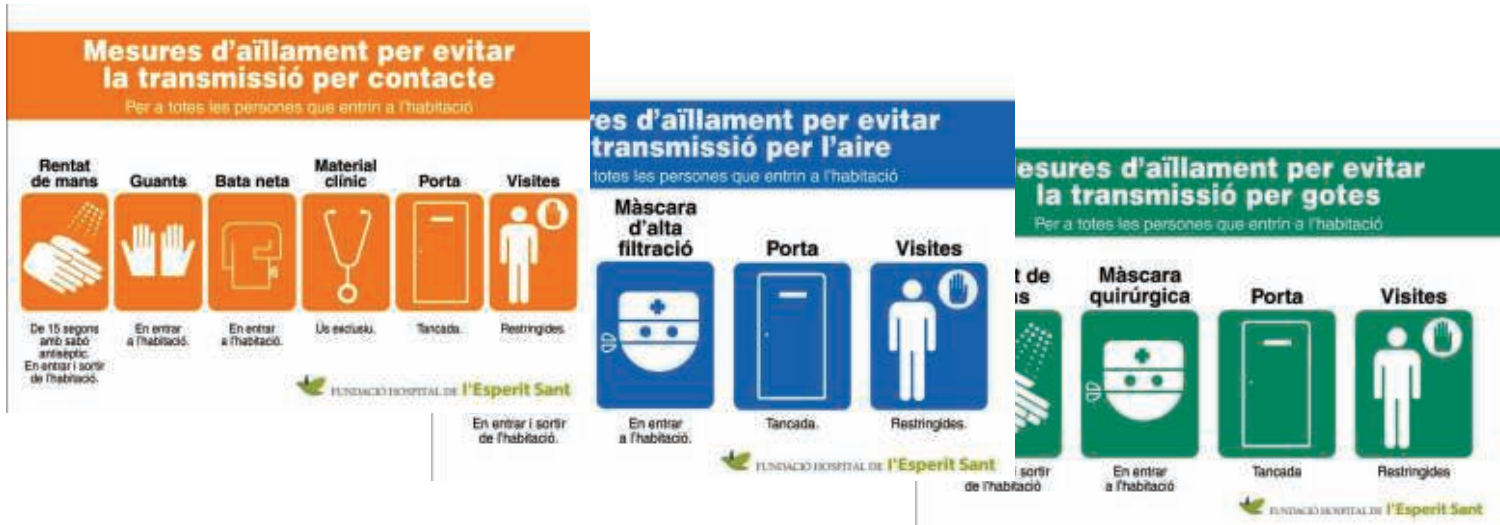 Mesures d'aïllament per evitar
la transmissió per contacte
Per a totes les persones que entrin a l'habitació
Rentat
de mans
Guants
Bata neta
Material
clínic
Porta
Visites
De 15 segons
amb sabó
antisèptic.
En entrar i sortir
de l'habitació.
En entrar
a l'habitació.
En entrar
a l'habitació.
Ús exclusiu.
Tancada.
Restringides.
FUNDACIÓ HOSPITAL DE l'Esperit Sant
res d'aïllament per evitar
transmissió per l'aire
totes les persones que entrin a l'habitació
Màscara
d'alta
filtració
Porta
Visites
En entrar i sortir
de l'habitació.
En entrar
a l'habitació.
Tancada.
Restringides.
FUNDACIÓ HOSPITAL DE l'Esperit Sant
esures d'aïllament per evitar
la transmissió per gotes
Per a totes les persones que entrin a l'habitació
t de
s
Màscara
quirúrgica
Porta
Visites
i sortir
de l'habitació
En entrar
a l'habitació
Tancada
Restringides
FUNDACIÓ HOSPITAL DE l'Esperit Sant